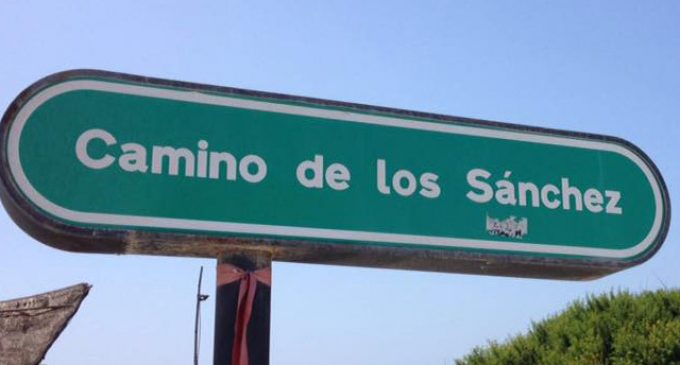 Camino de los Sánchez